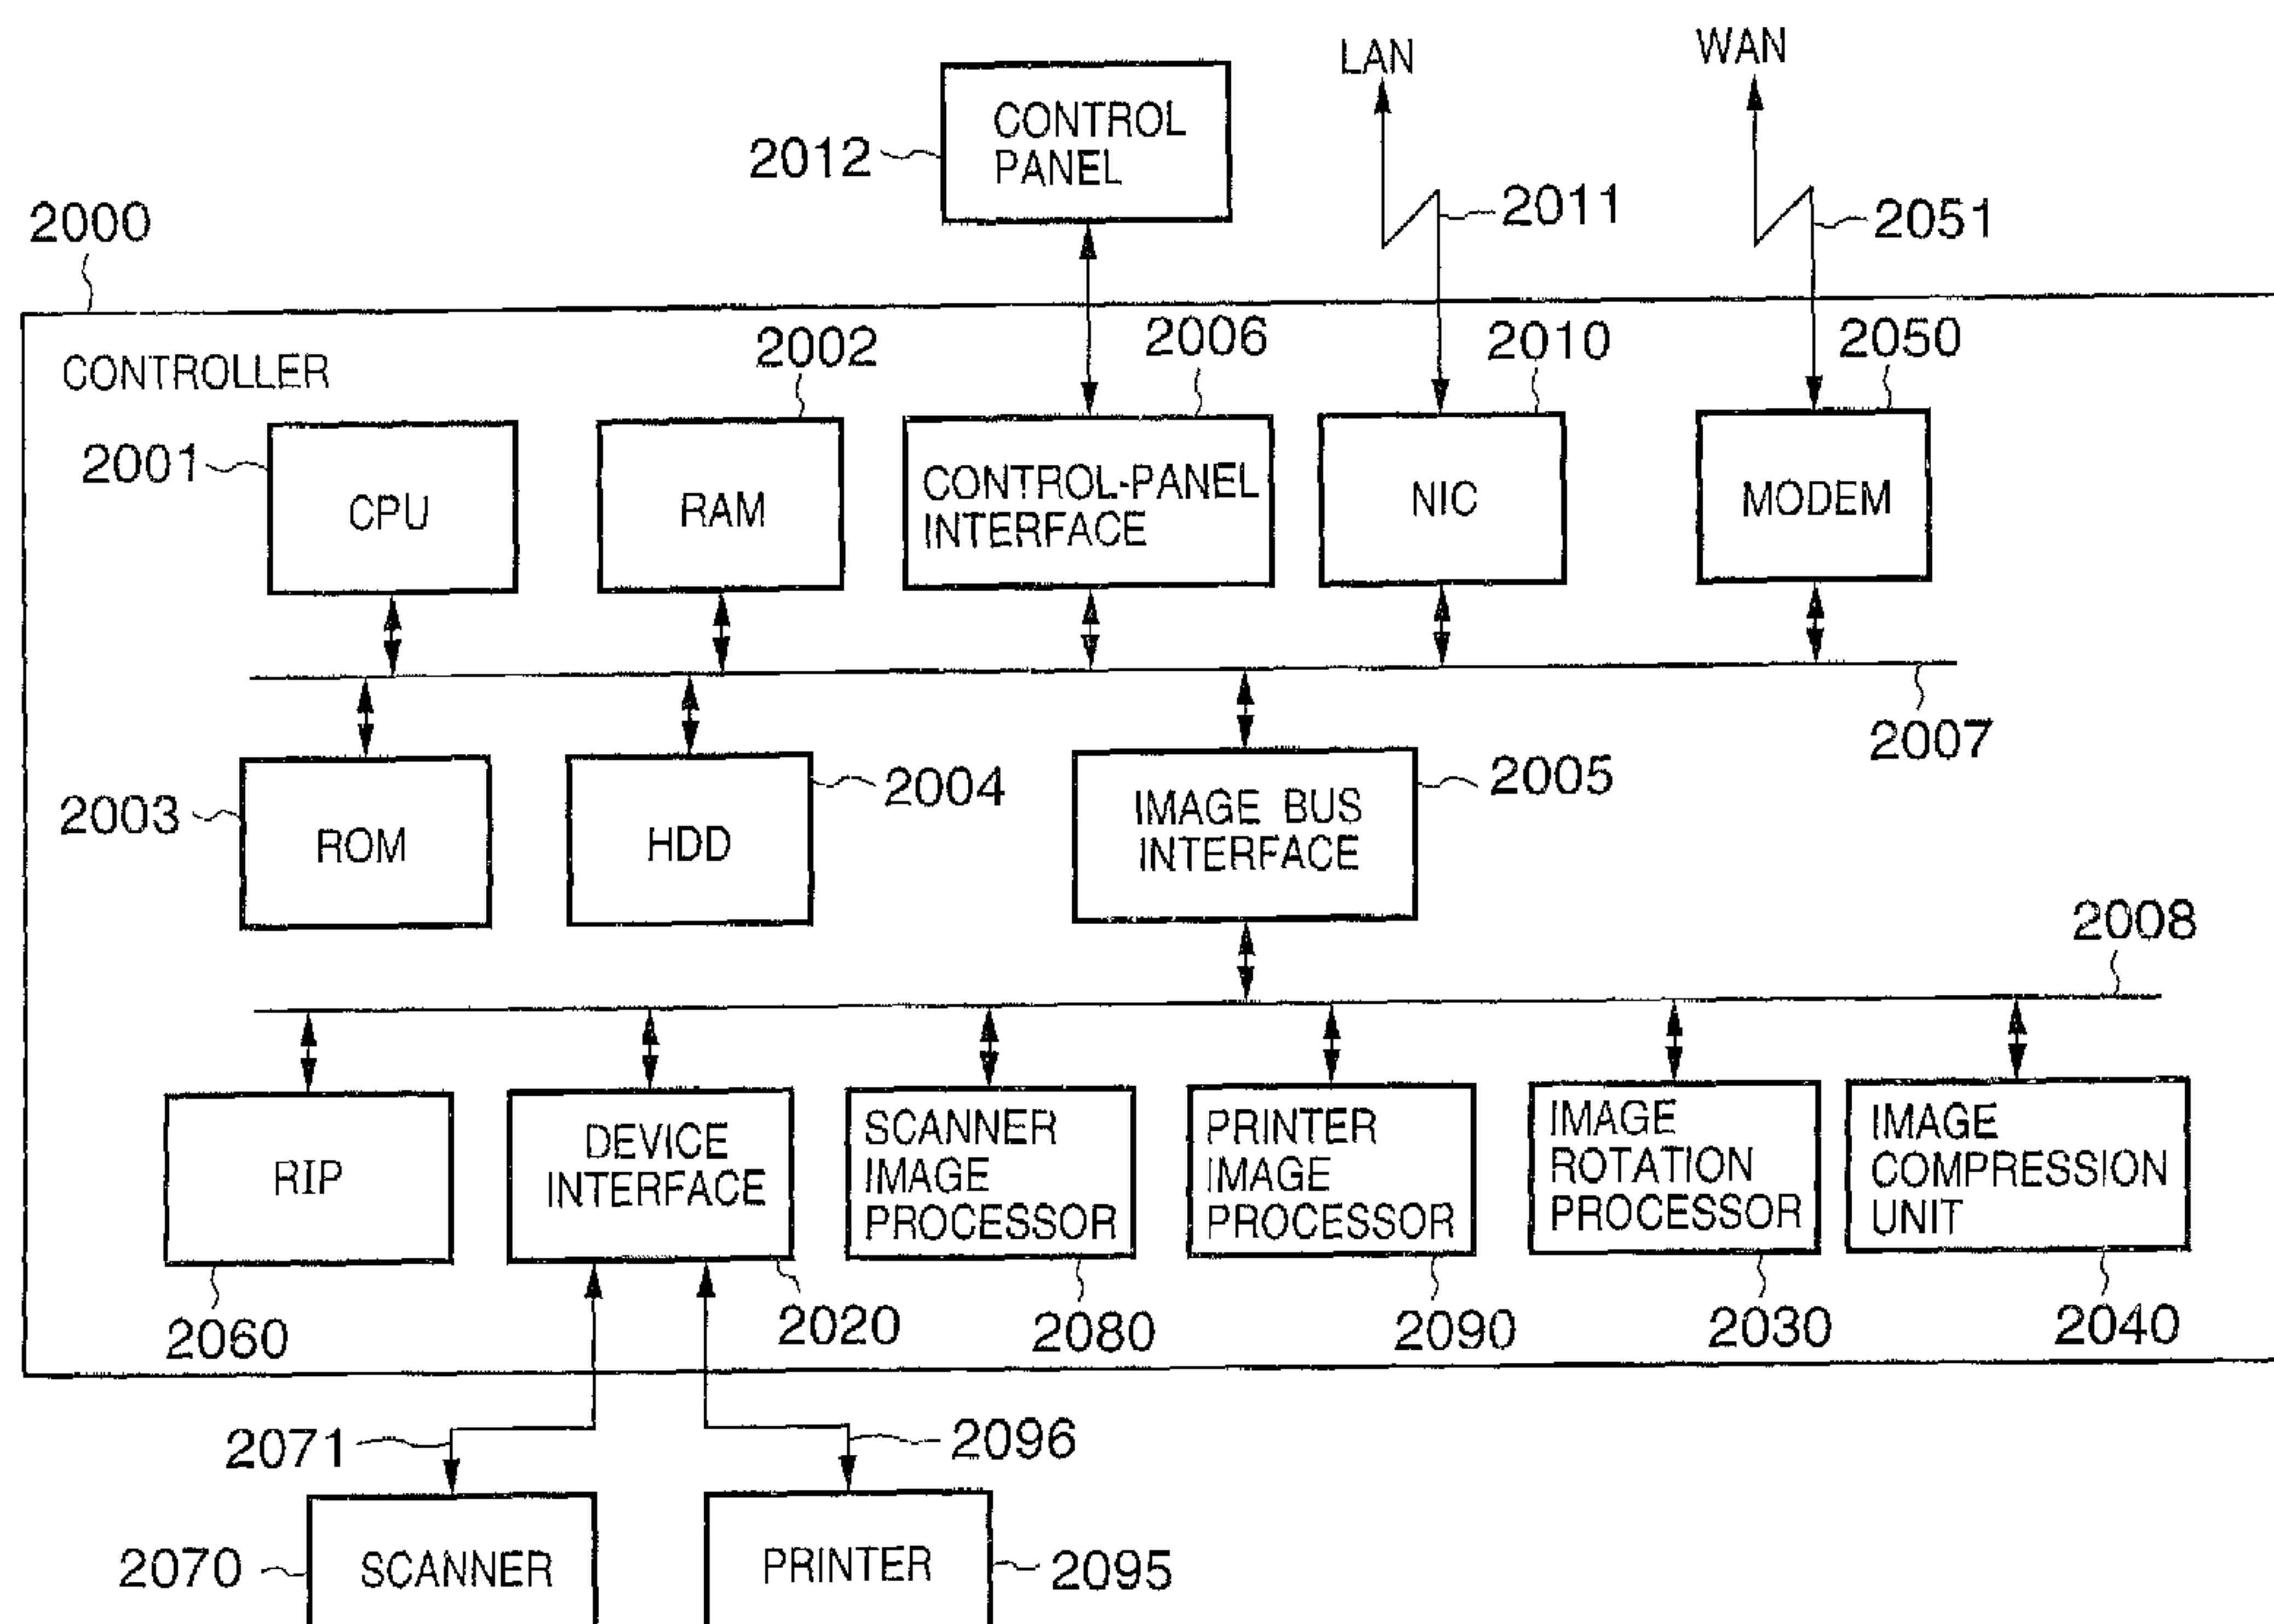 LAN
WAN
CONTROL
PANEL
2012
2011
2051
2000
CONTROLLER
2002
2006
2010
2050
2001
CPU
RAM
CONTROL-PANEL
INTERFACE
NIC
MODEM
2007
2003
ROM
HDD
2004
IMAGE BUS
INTERFACE
2005
2008
RIP
DEVICE
INTERFACE
SCANNER
IMAGE
PROCESSOR
PRINTER
IMAGE
PROCESSOR
IMAGE
ROTATION
PROCESSOR
IMAGE
COMPRESSION
UNIT
2060
2020
2080
2090
2030
2040
2071
2096
2070
SCANNER
PRINTER
2095